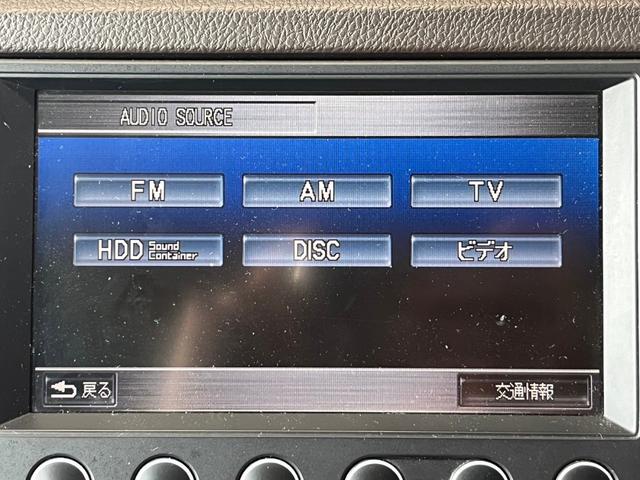 AUDIO SOURCE
FM AM TV
HDD Sound Container DISC ビデオ
戻る 交通情報